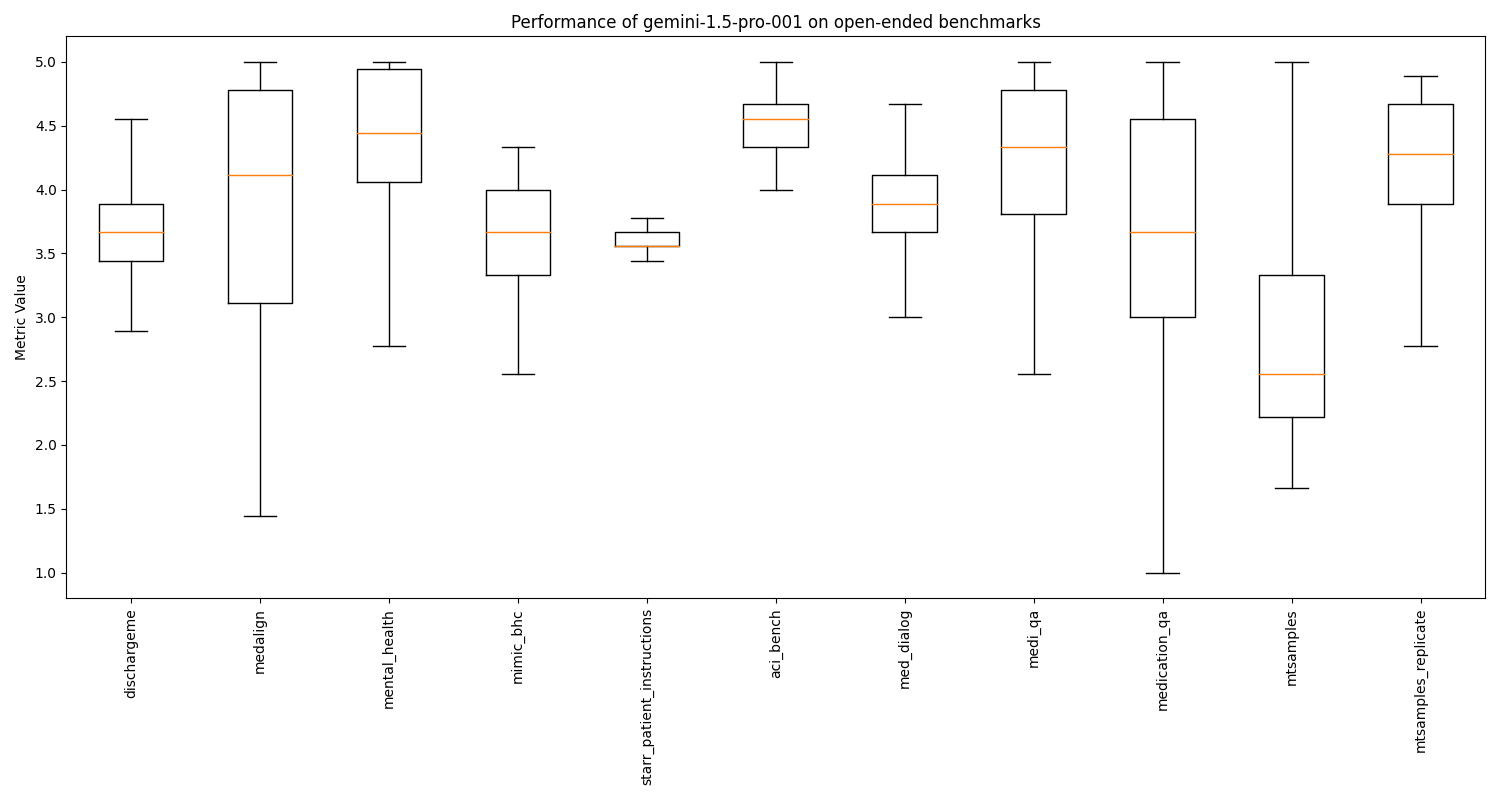 Performance of gemini-1.5-pro-001 on open-ended benchmarks
Metric Value
5.0
4.5
4.0
3.5
3.0
2.5
2.0
1.5
1.0
dischargeme
medalign
mental_health
mimic_bhc
starr_patient_instructions
aci_bench
med_dialog
medi_qa
medication_qa
mtsamples
mtsamples_replicate